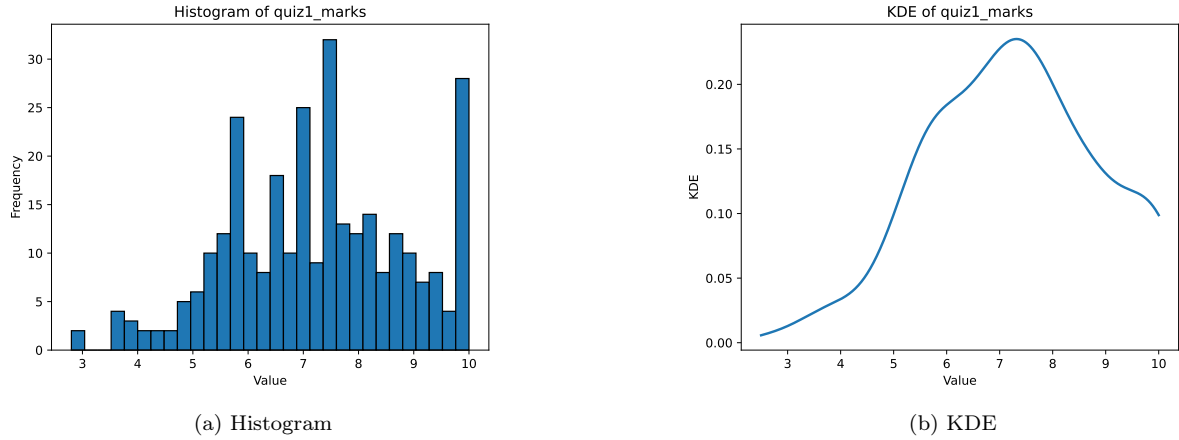 Histogram of quiz1_marks
Frequency
0
5
10
15
20
25
30
3 4 5 6 7 8 9 10
Value
(a) Histogram
KDE of quiz1_marks
KDE
0.00
0.05
0.10
0.15
0.20
3 4 5 6 7 8 9 10
Value
(b) KDE